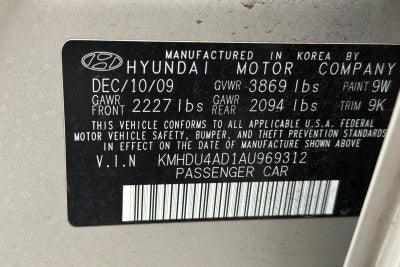 MANUFACTURED IN KOREA BY
HYUNDAI MOTOR COMPANY
DEC/10/09 GVWR 3869 lbs PAINT 9W
GAWR FRONT 2227 lbs GAWR REAR 2094 lbs TRIM 9K
THIS VEHICLE CONFORMS TO ALL APPLICABLE U.S.A. FEDERAL
MOTOR VEHICLE SAFETY, BUMPER, AND THEFT PREVENTION STANDARDS
IN EFFECT ON THE DATE OF MANUFACTURE SHOWN ABOVE.
V.I.N KMHDU4AD1AU969312
PASSENGER CAR